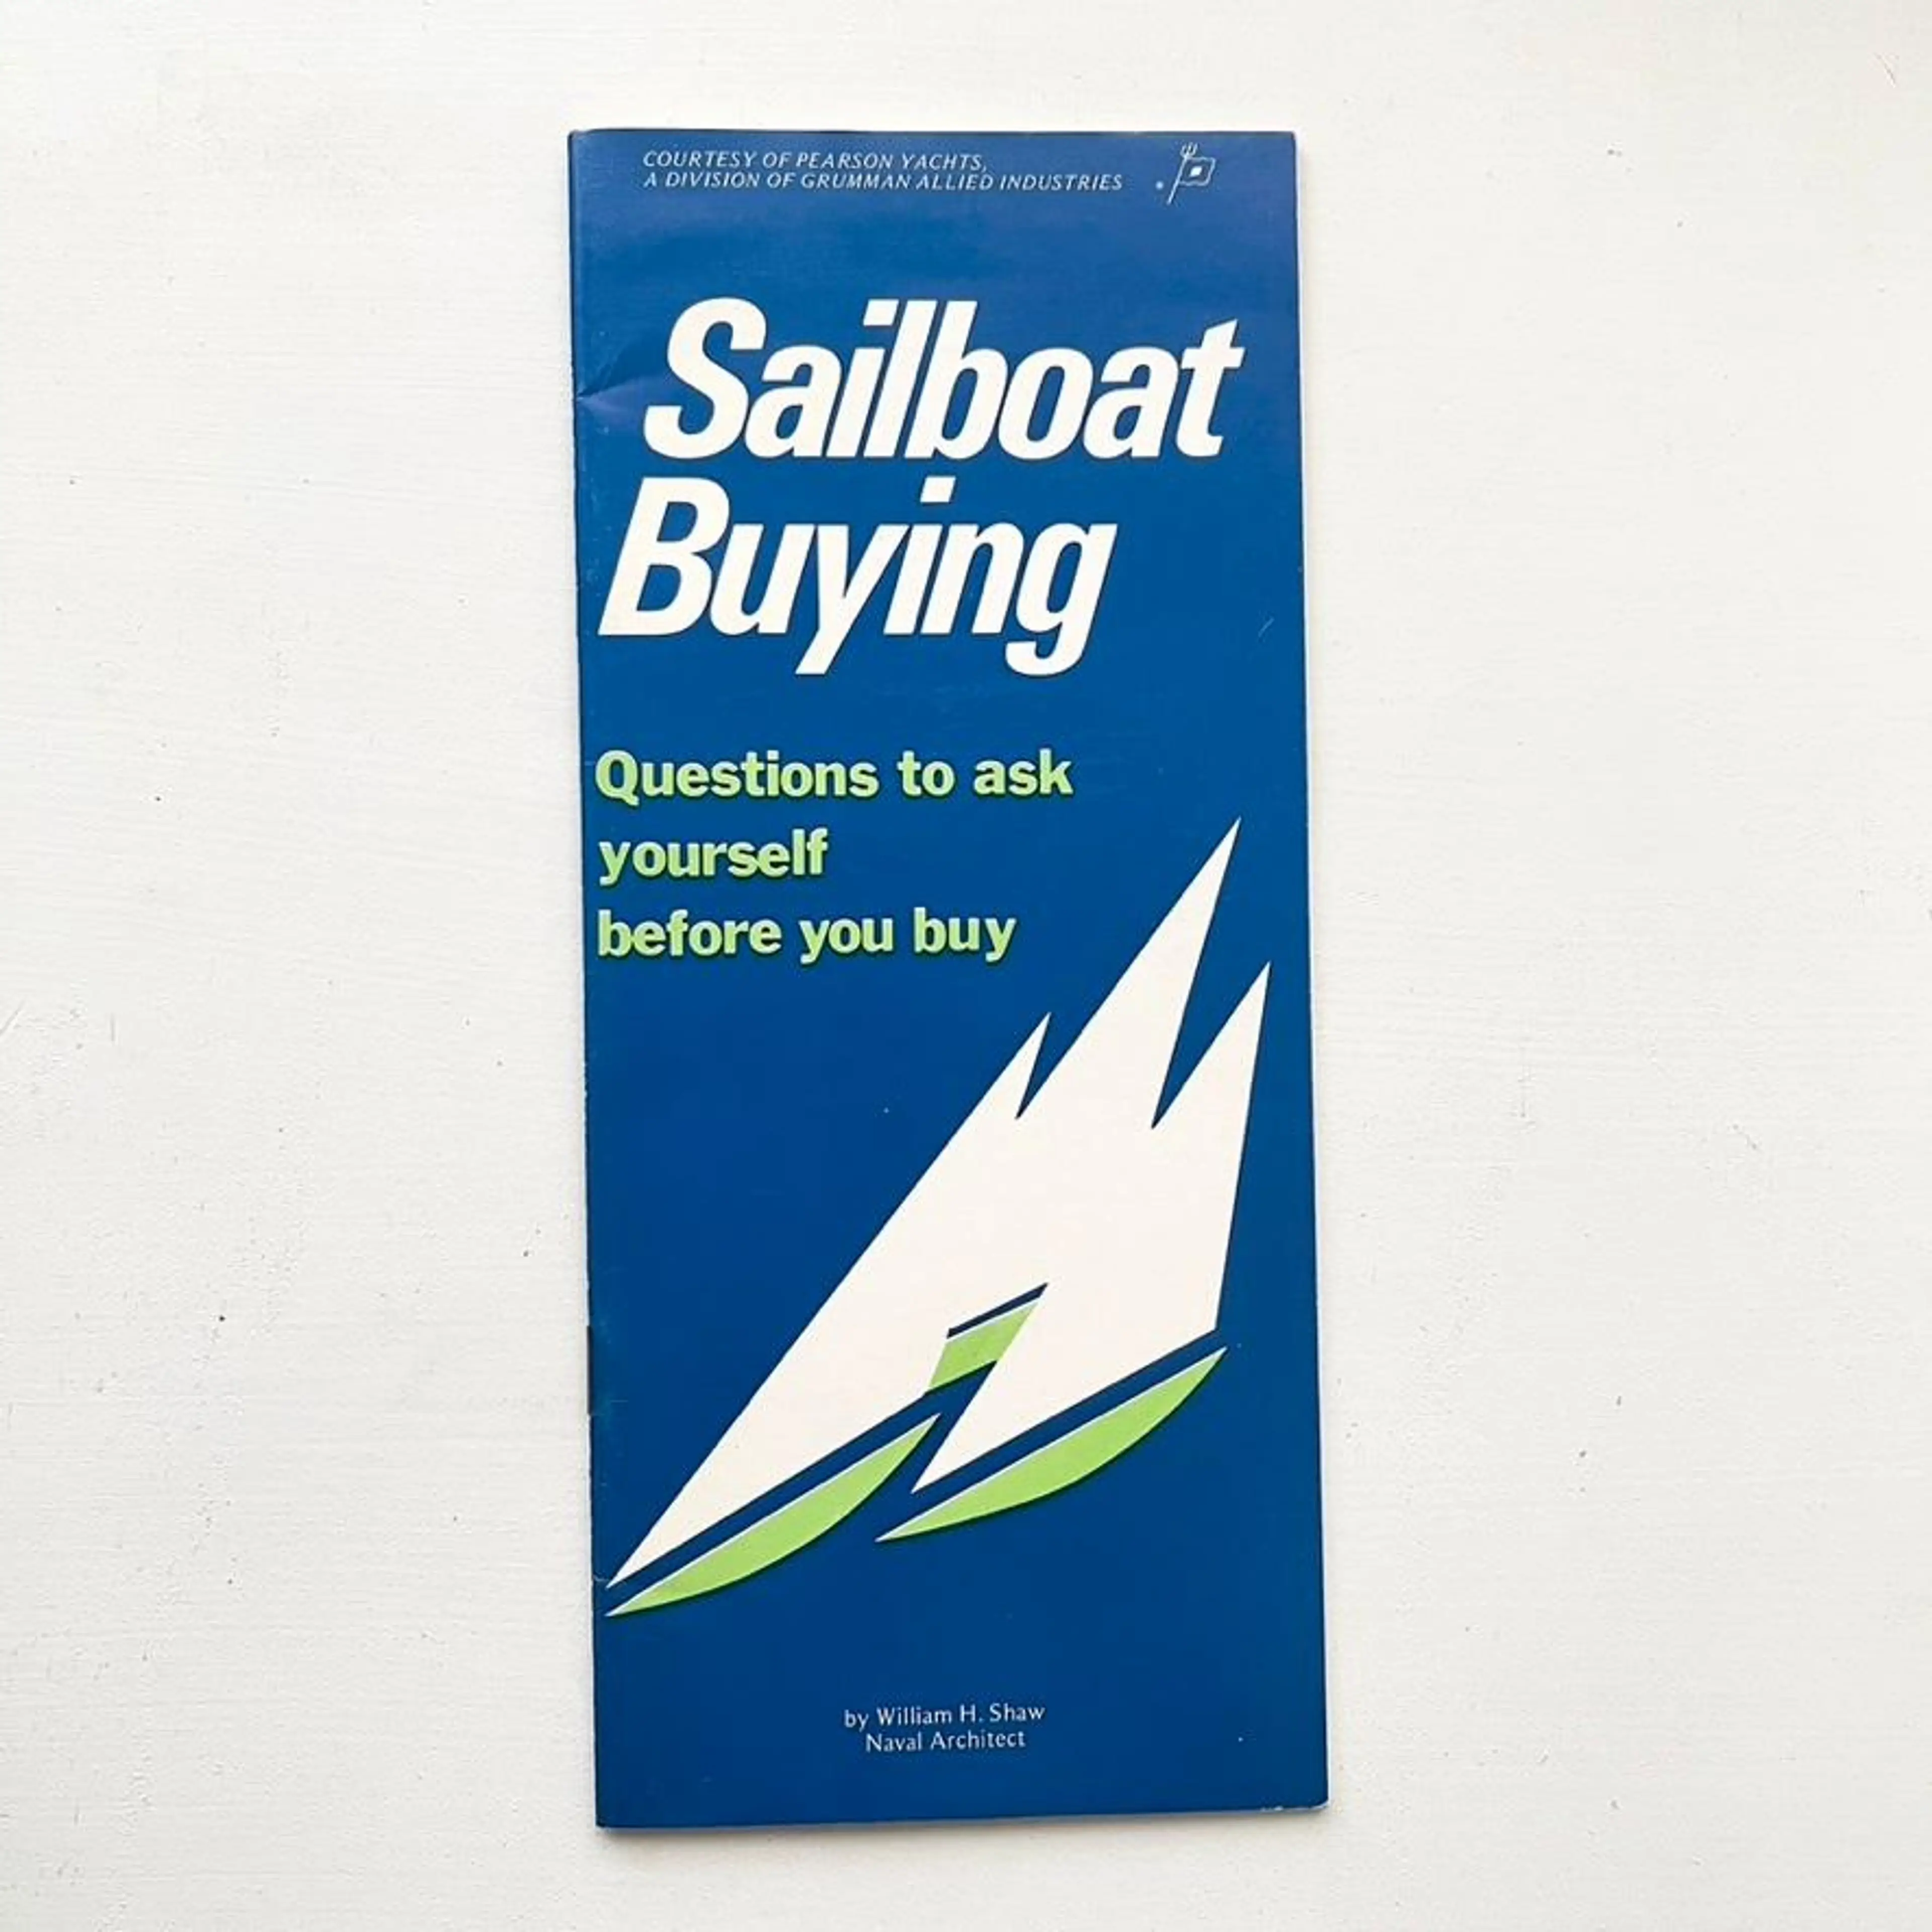 COURTESY OF PEARSON YACHTS,
A DIVISION OF GRUMMAN ALLIED INDUSTRIES
Sailboat
Buying
Questions to ask
yourself
before you buy
by William H. Shaw
Naval Architect